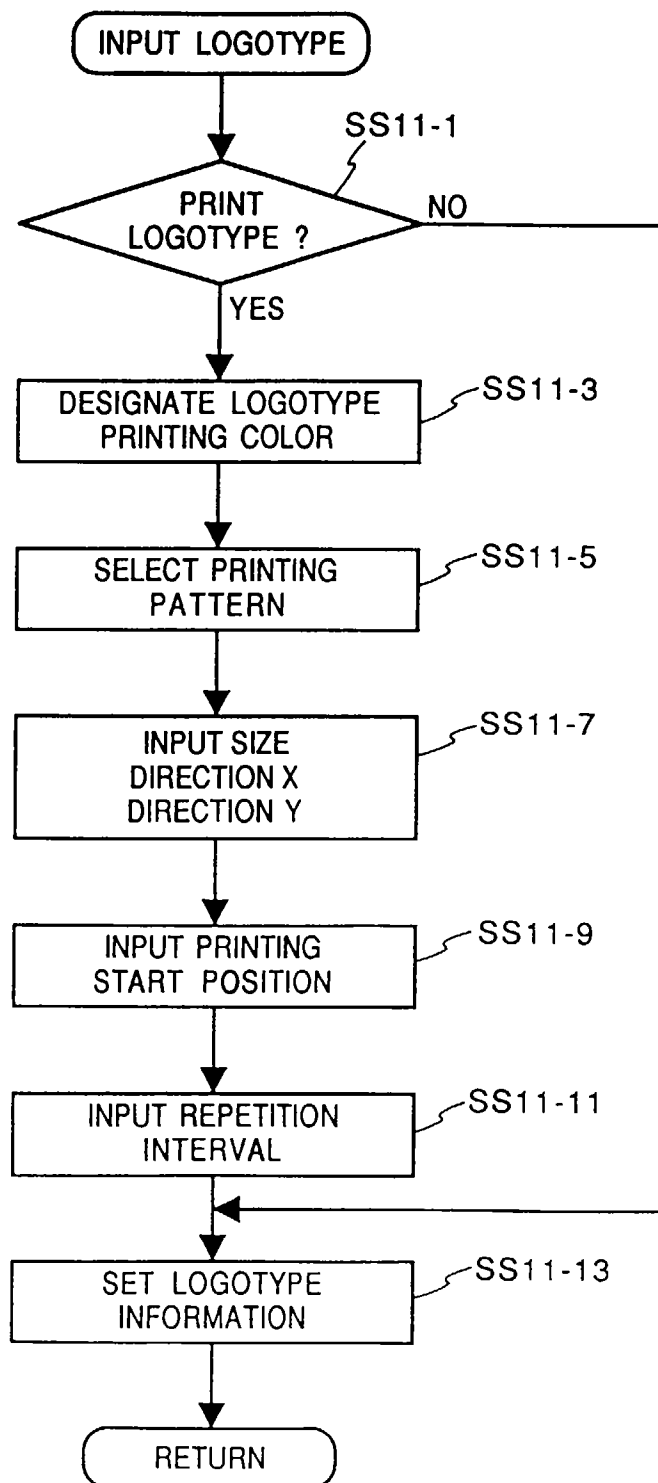 INPUT LOGOTYPE
SS11-1
PRINT
LOGOTYPE ?
NO
YES
DESIGNATE LOGOTYPE
PRINTING COLOR
SS11-3
SELECT PRINTING
PATTERN
SS11-5
INPUT SIZE
DIRECTION X
DIRECTION Y
SS11-7
INPUT PRINTING
START POSITION
SS11-9
INPUT REPETITION
INTERVAL
SS11-11
SET LOGOTYPE
INFORMATION
SS11-13
RETURN